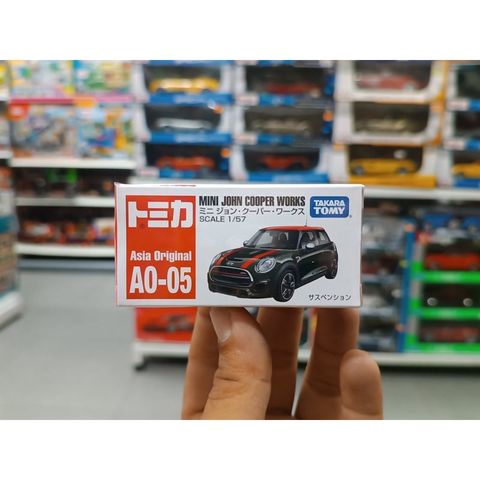 トミカ
Asia Original
AO-05
MINI JOHN COOPER WORKS
ミニ ジョン・クーパー・ワークス
SCALE 1/57
TAKARA
TOMY
サスペンション